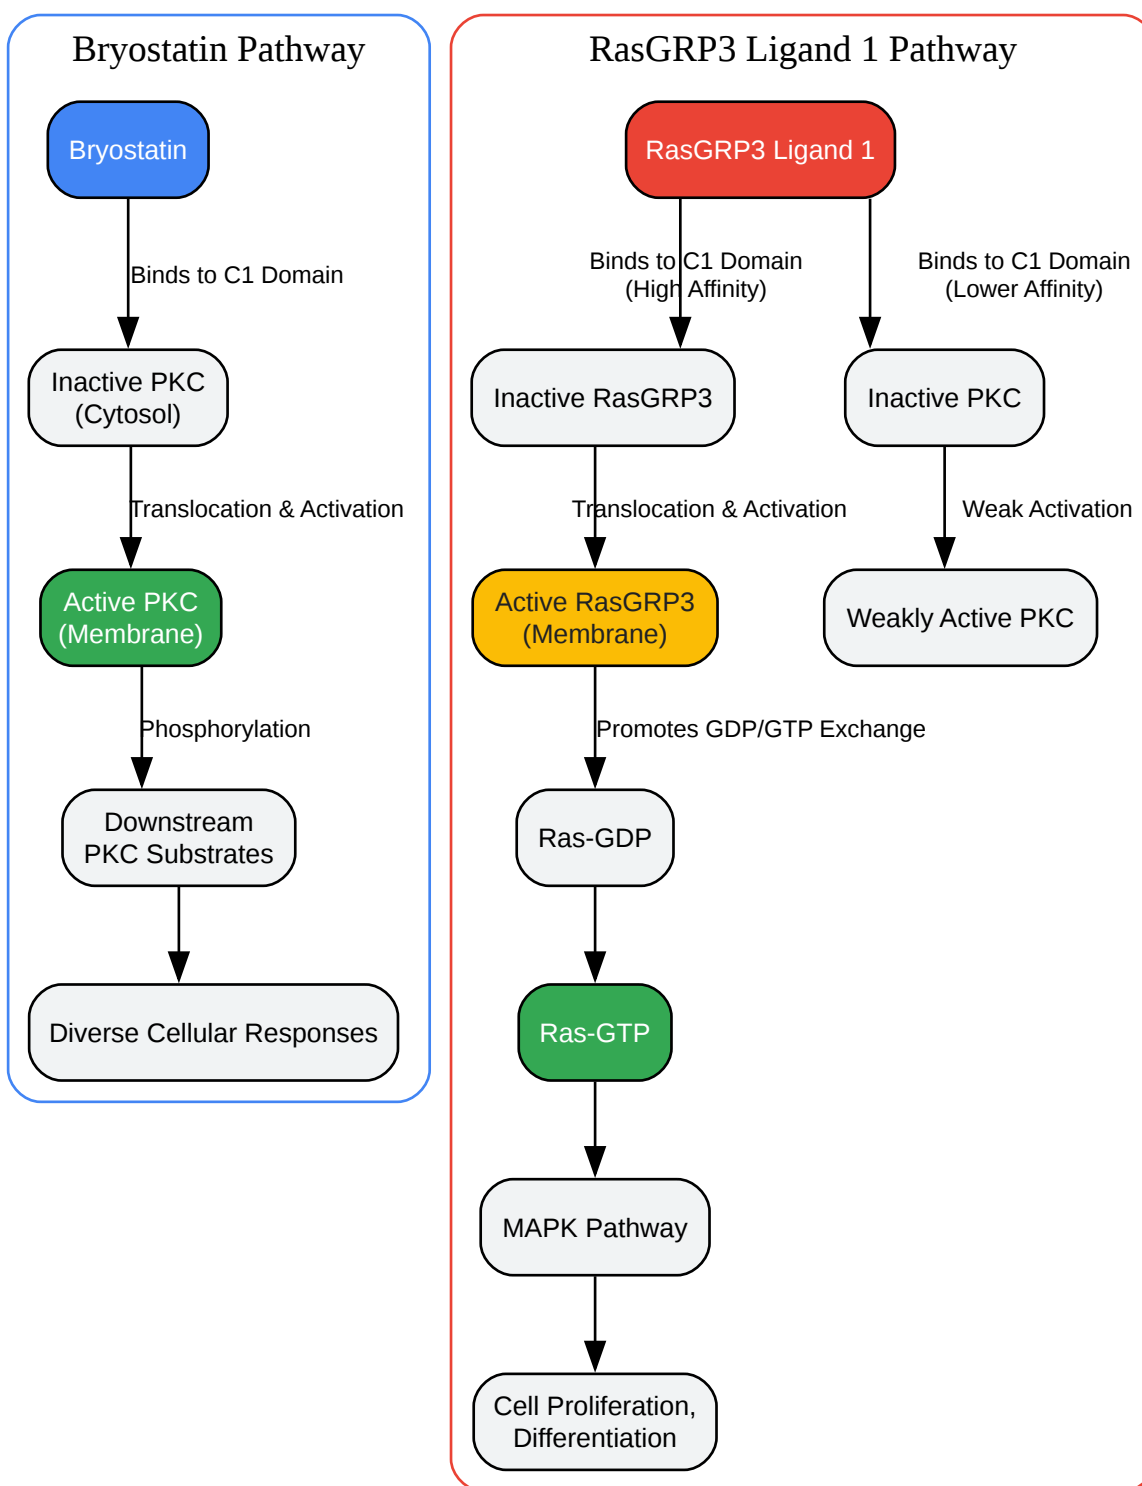 Bryostatin Pathway
Bryostatin
Binds to C1 Domain
Inactive PKC
(Cytosol)
Translocation & Activation
Active PKC
(Membrane)
Phosphorylation
Downstream
PKC Substrates
Diverse Cellular Responses
RasGRP3 Ligand 1 Pathway
RasGRP3 Ligand 1
Binds to C1 Domain
(High Affinity)
Binds to C1 Domain
(Lower Affinity)
Inactive RasGRP3
Inactive PKC
Translocation & Activation
Weak Activation
Active RasGRP3
(Membrane)
Weakly Active PKC
Promotes GDP/GTP Exchange
Ras-GDP
Ras-GTP
MAPK Pathway
Cell Proliferation,
Differentiation